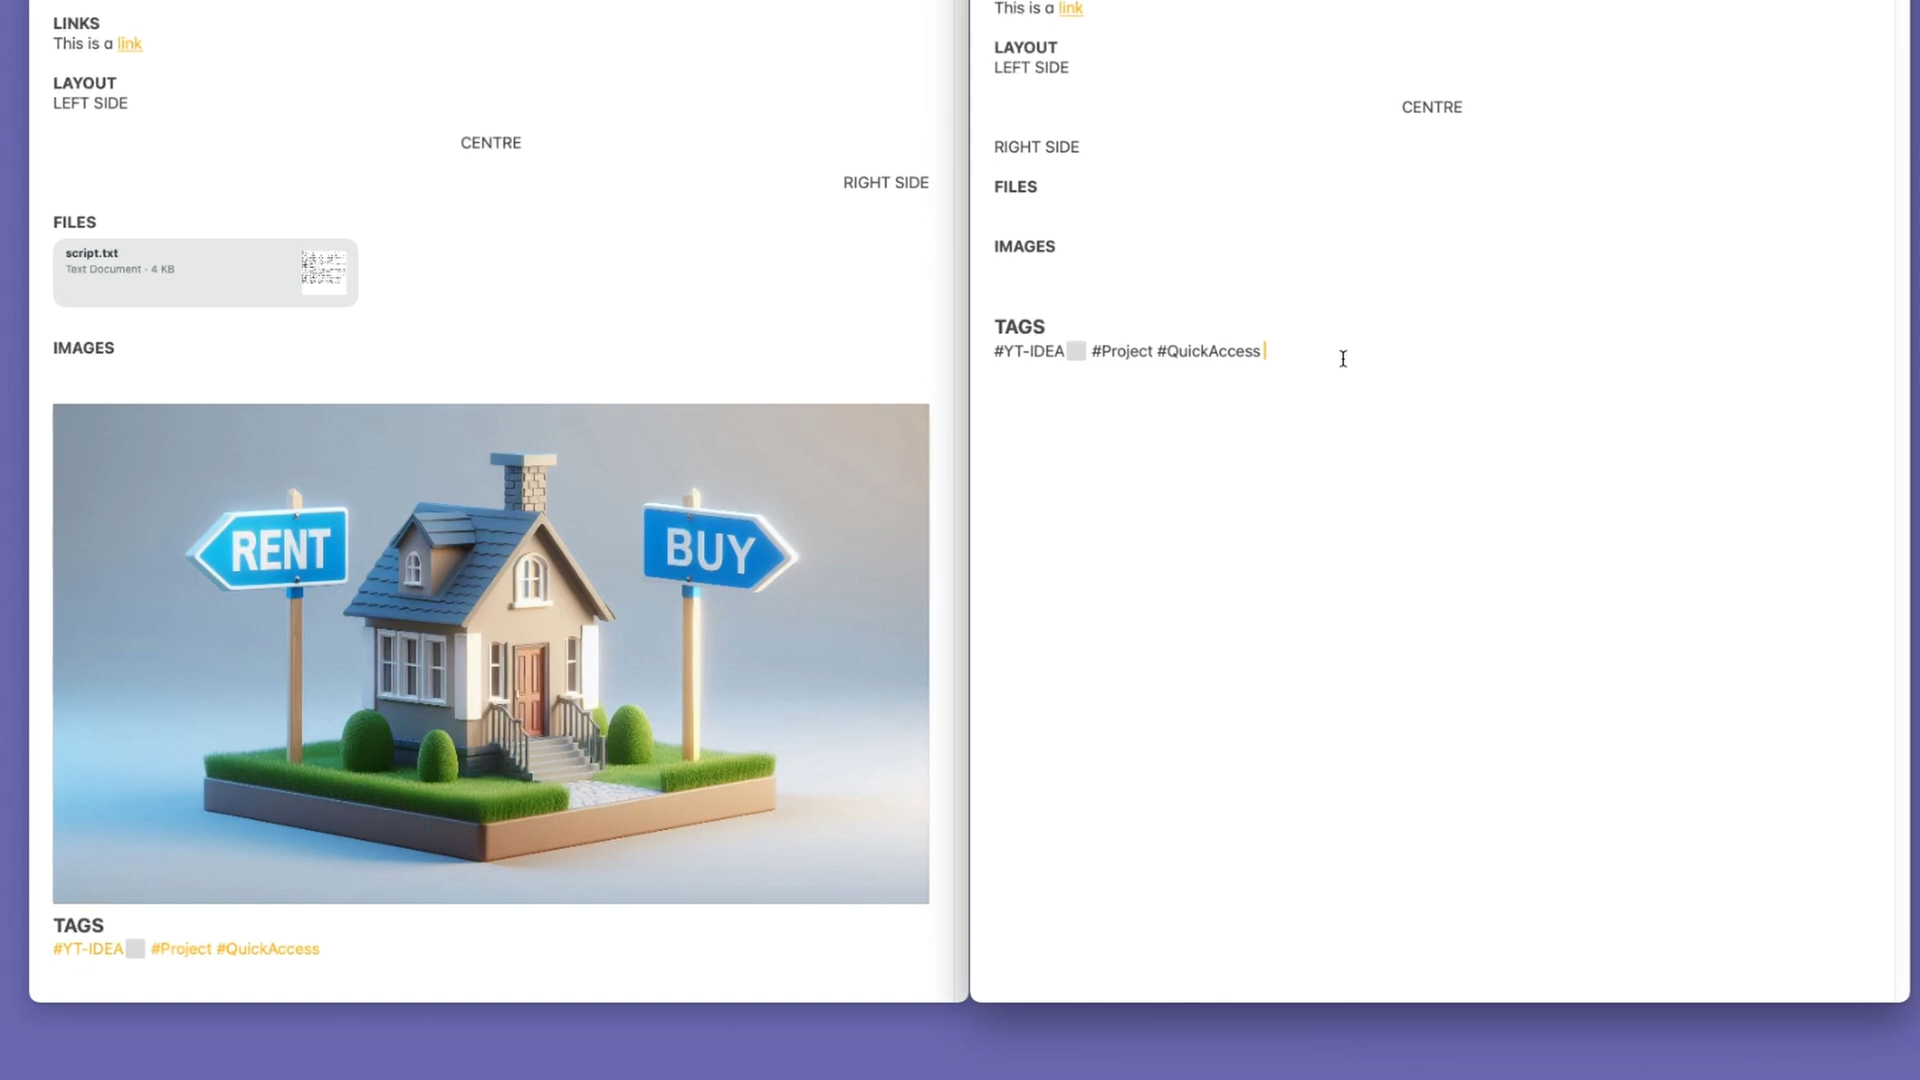 LINKS
This is a link
LAYOUT
LEFT SIDE
CENTRE
RIGHT SIDE
FILES
script.txt
Text Document · 4 KB
IMAGES
RENT
BUY
TAGS
#YT-IDEA #Project #QuickAccess
This is a link
LAYOUT
LEFT SIDE
CENTRE
RIGHT SIDE
FILES
IMAGES
TAGS
#YT-IDEA #Project #QuickAccess